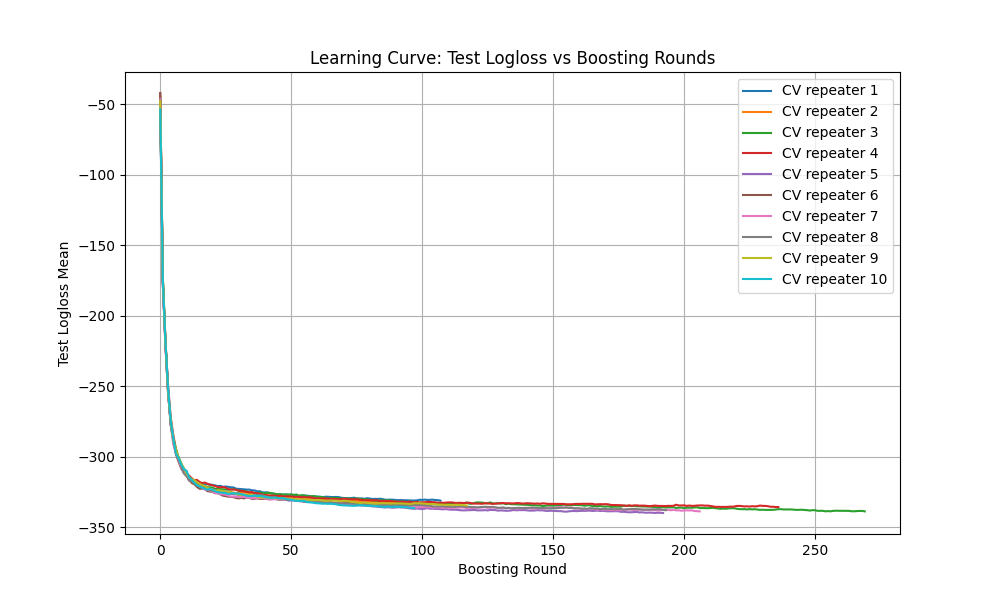 Learning Curve: Test Logloss vs Boosting Rounds
Test Logloss Mean
−50
−100
−150
−200
−250
−300
−350
0
50
100
150
200
250
Boosting Round
CV repeater 1
CV repeater 2
CV repeater 3
CV repeater 4
CV repeater 5
CV repeater 6
CV repeater 7
CV repeater 8
CV repeater 9
CV repeater 10